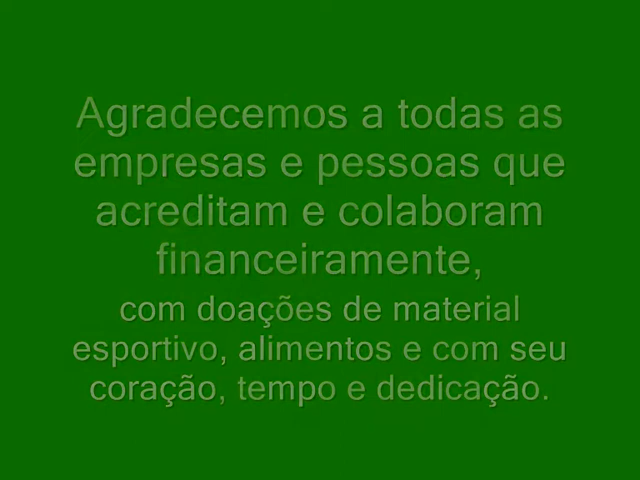 Agradecemos a todas as
empresas e pessoas que
acreditam e colaboram
financeiramente,
com doações de material
esportivo, alimentos e com seu
coração, tempo e dedicação.